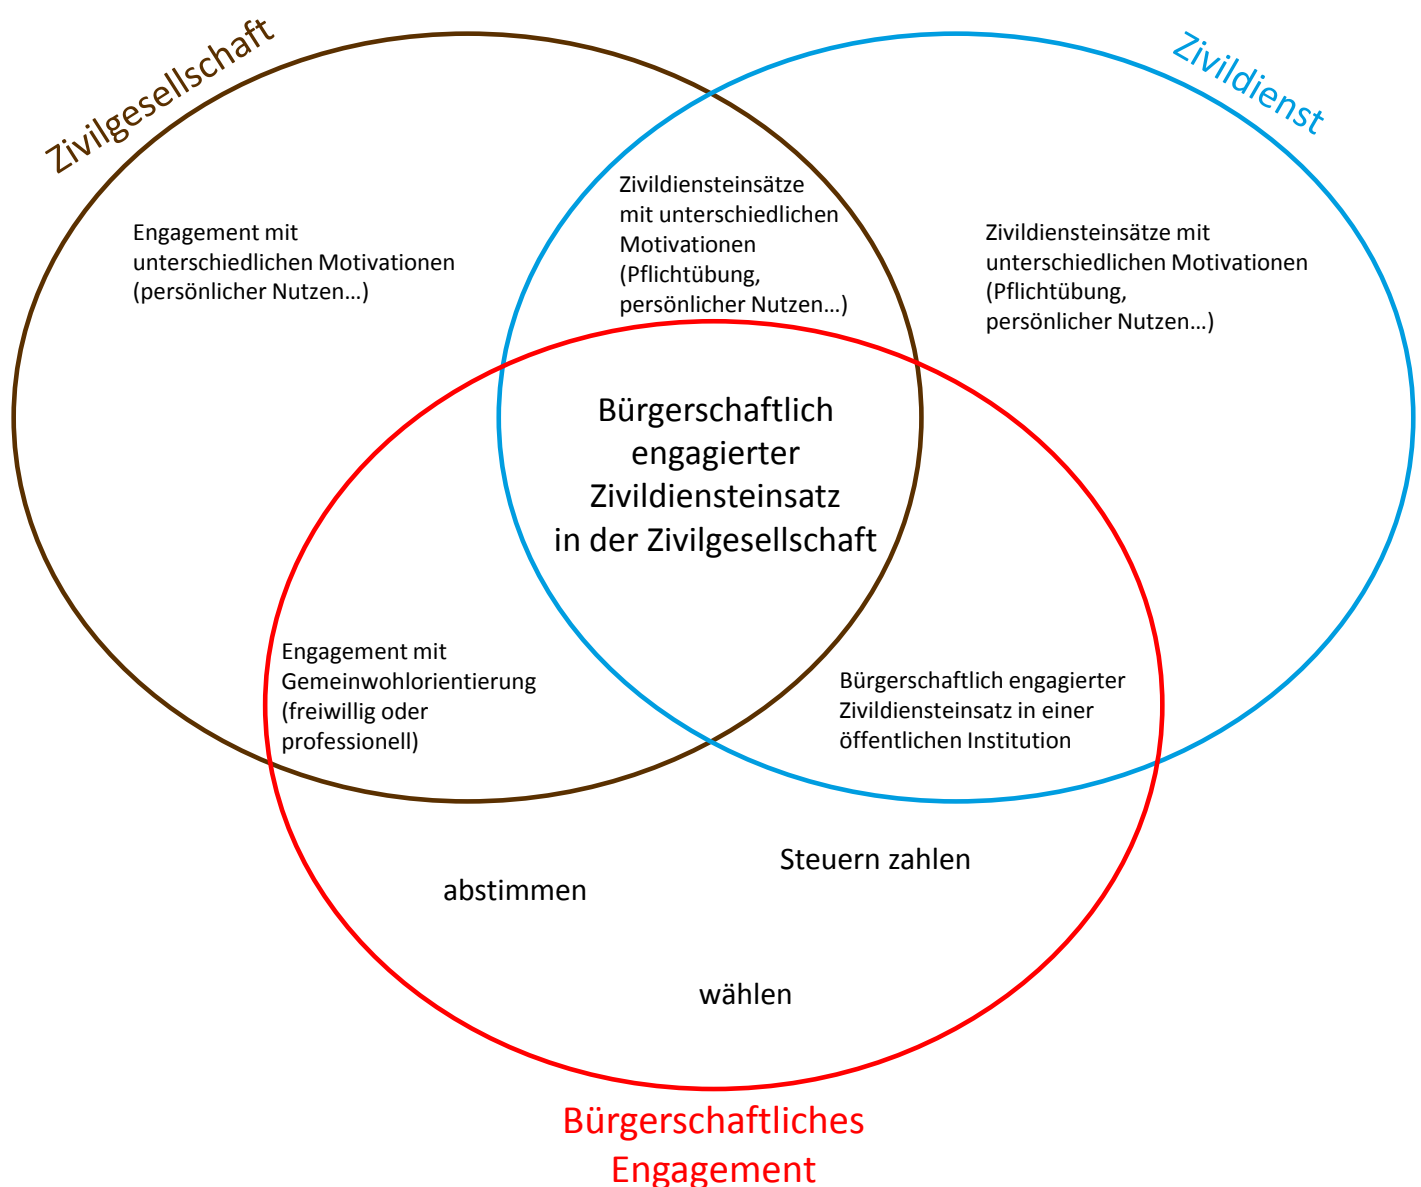 Zivilgesellschaft
Zivildienst
Engagement mit
unterschiedlichen Motivationen
(persönlicher Nutzen…)
Zivildiensteinsätze
mit unterschiedlichen
Motivationen
(Pflichtübung,
persönlicher Nutzen…)
Zivildiensteinsätze mit
unterschiedlichen Motivationen
(Pflichtübung,
persönlicher Nutzen…)
Bürgerschaftlich
engagierter
Zivildiensteinsatz
in der Zivilgesellschaft
Engagement mit
Gemeinwohlorientierung
(freiwillig oder
professionell)
Bürgerschaftlich engagierter
Zivildiensteinsatz in einer
öffentlichen Institution
Steuern zahlen
abstimmen
wählen
Bürgerschaftliches
Engagement